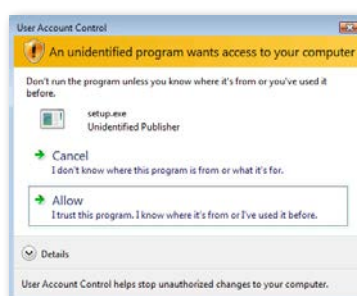 User Account Control
An unidentified program wants access to your computer
Don't run the program unless you know where it's from or you've used it
before.
setup.exe
Unidentified Publisher
Cancel
I don't know where this program is from or what it's for.
Allow
I trust this program. I know where it's from or I've used it before.
Details
User Account Control helps stop unauthorized changes to your computer.